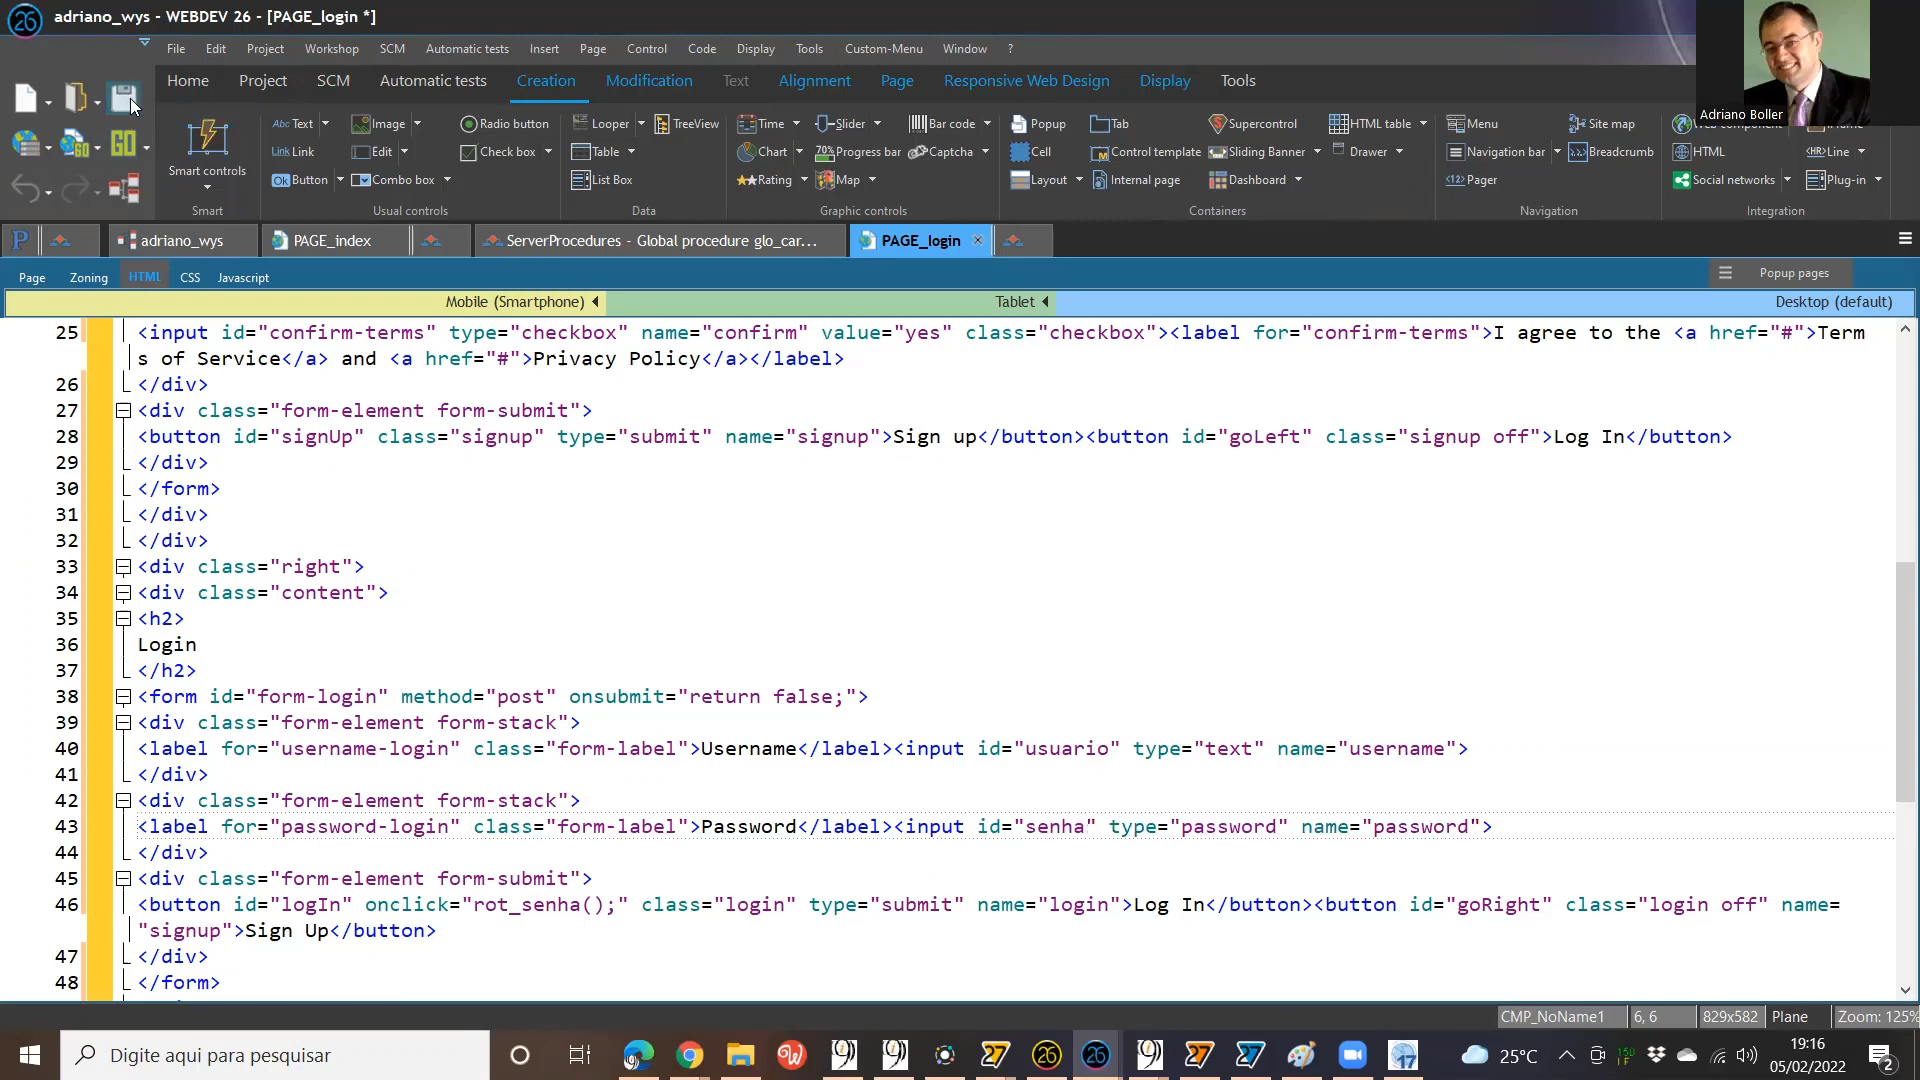 26 adriano_wys - WEBDEV 26 - [PAGE_login *]
File Edit Project Workshop SCM Automatic tests Insert Page Control Code Display Tools Custom-Menu Window ?
Home Project SCM Automatic tests Creation Modification Text Alignment Page Responsive Web Design Display Tools
Adriano Boller
Abc Text Image Radio button Looper TreeView Time Slider Bar code Popup Tab Supercontrol HTML table Menu Site map
Link Link Edit Check box Table Chart 70% Progress bar Captcha Cell Control template Sliding Banner Drawer Navigation bar Breadcrumb HTML HR Line
GO GO Smart controls Ok Button Combo box List Box Rating Map Layout Internal page Dashboard <12> Pager Social networks Plug-in
Smart Usual controls Data Graphic controls Containers Navigation Integration
P adriano_wys PAGE_index ServerProcedures - Global procedure glo_car... PAGE_login
Page Zoning HTML CSS Javascript Popup pages
Mobile (Smartphone) Tablet Desktop (default)
25 <input id="confirm-terms" type="checkbox" name="confirm" value="yes" class="checkbox"><label for="confirm-terms">I agree to the <a href="#">Term
s of Service</a> and <a href="#">Privacy Policy</a></label>
26 </div>
27 <div class="form-element form-submit">
28 <button id="signUp" class="signup" type="submit" name="signup">Sign up</button><button id="goLeft" class="signup off">Log In</button>
29 </div>
30 </form>
31 </div>
32 </div>
33 <div class="right">
34 <div class="content">
35 <h2>
36 Login
37 </h2>
38 <form id="form-login" method="post" onsubmit="return false;">
39 <div class="form-element form-stack">
40 <label for="username-login" class="form-label">Username</label><input id="usuario" type="text" name="username">
41 </div>
42 <div class="form-element form-stack">
43 <label for="password-login" class="form-label">Password</label><input id="senha" type="password" name="password">
44 </div>
45 <div class="form-element form-submit">
46 <button id="logIn" onclick="rot_senha();" class="login" type="submit" name="login">Log In</button><button id="goRight" class="login off" name=
"signup">Sign Up</button>
47 </div>
48 </form>
CMP_NoName1 6, 6 829x582 Plane Zoom: 125%
Digite aqui para pesquisar 27 26 26 27 27 17 25°C 19:16
05/02/2022 2